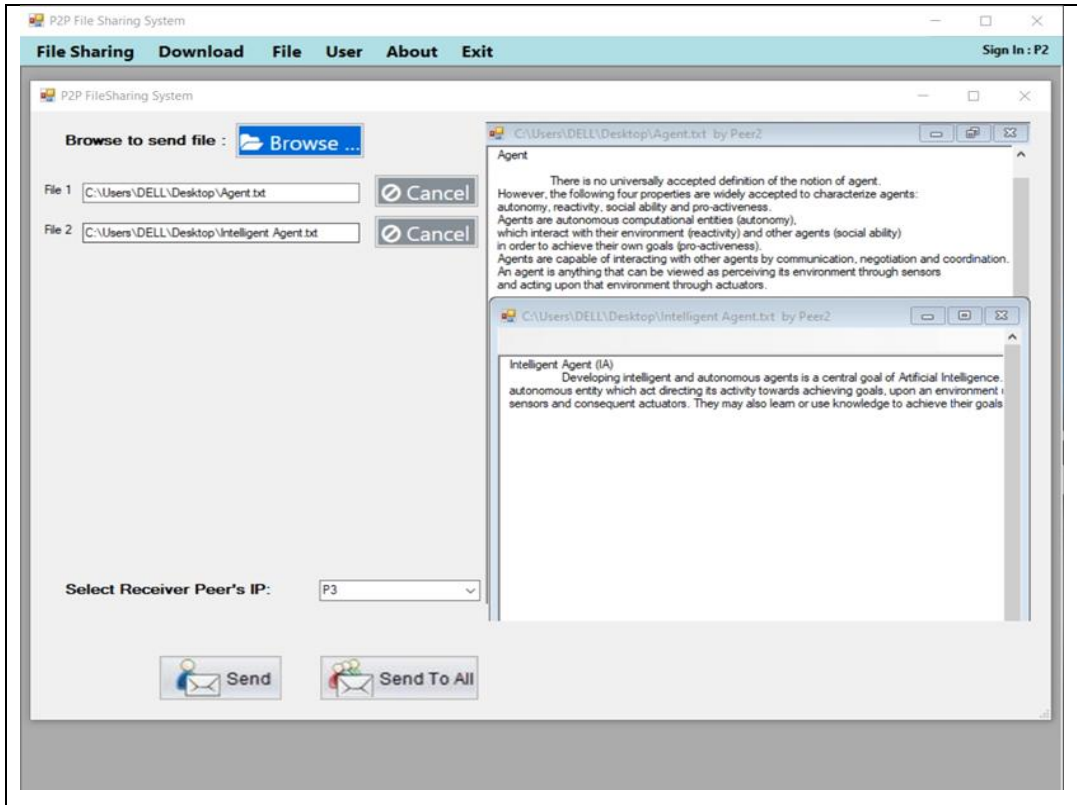 P2P File Sharing System
File Sharing Download File User About Exit Sign In : P2
P2P FileSharing System
Browse to send file : Browse ...
File 1 C:\Users\DELL\Desktop\Agent.txt Cancel
File 2 C:\Users\DELL\Desktop\Intelligent Agent.txt Cancel
Select Receiver Peer's IP: P3
Send Send To All
C:\Users\DELL\Desktop\Agent.txt by Peer2
Agent
There is no universally accepted definition of the notion of agent.
However, the following four properties are widely accepted to characterize agents:
autonomy, reactivity, social ability and pro-activeness.
Agents are autonomous computational entities (autonomy),
which interact with their environment (reactivity) and other agents (social ability)
in order to achieve their own goals (pro-activeness).
Agents are capable of interacting with other agents by communication, negotiation and coordination.
An agent is anything that can be viewed as perceiving its environment through sensors
and acting upon that environment through actuators.
C:\Users\DELL\Desktop\Intelligent Agent.txt by Peer2
Intelligent Agent (IA)
Developing intelligent and autonomous agents is a central goal of Artificial Intelligence.
autonomous entity which act directing its activity towards achieving goals, upon an environment
sensors and consequent actuators. They may also learn or use knowledge to achieve their goals